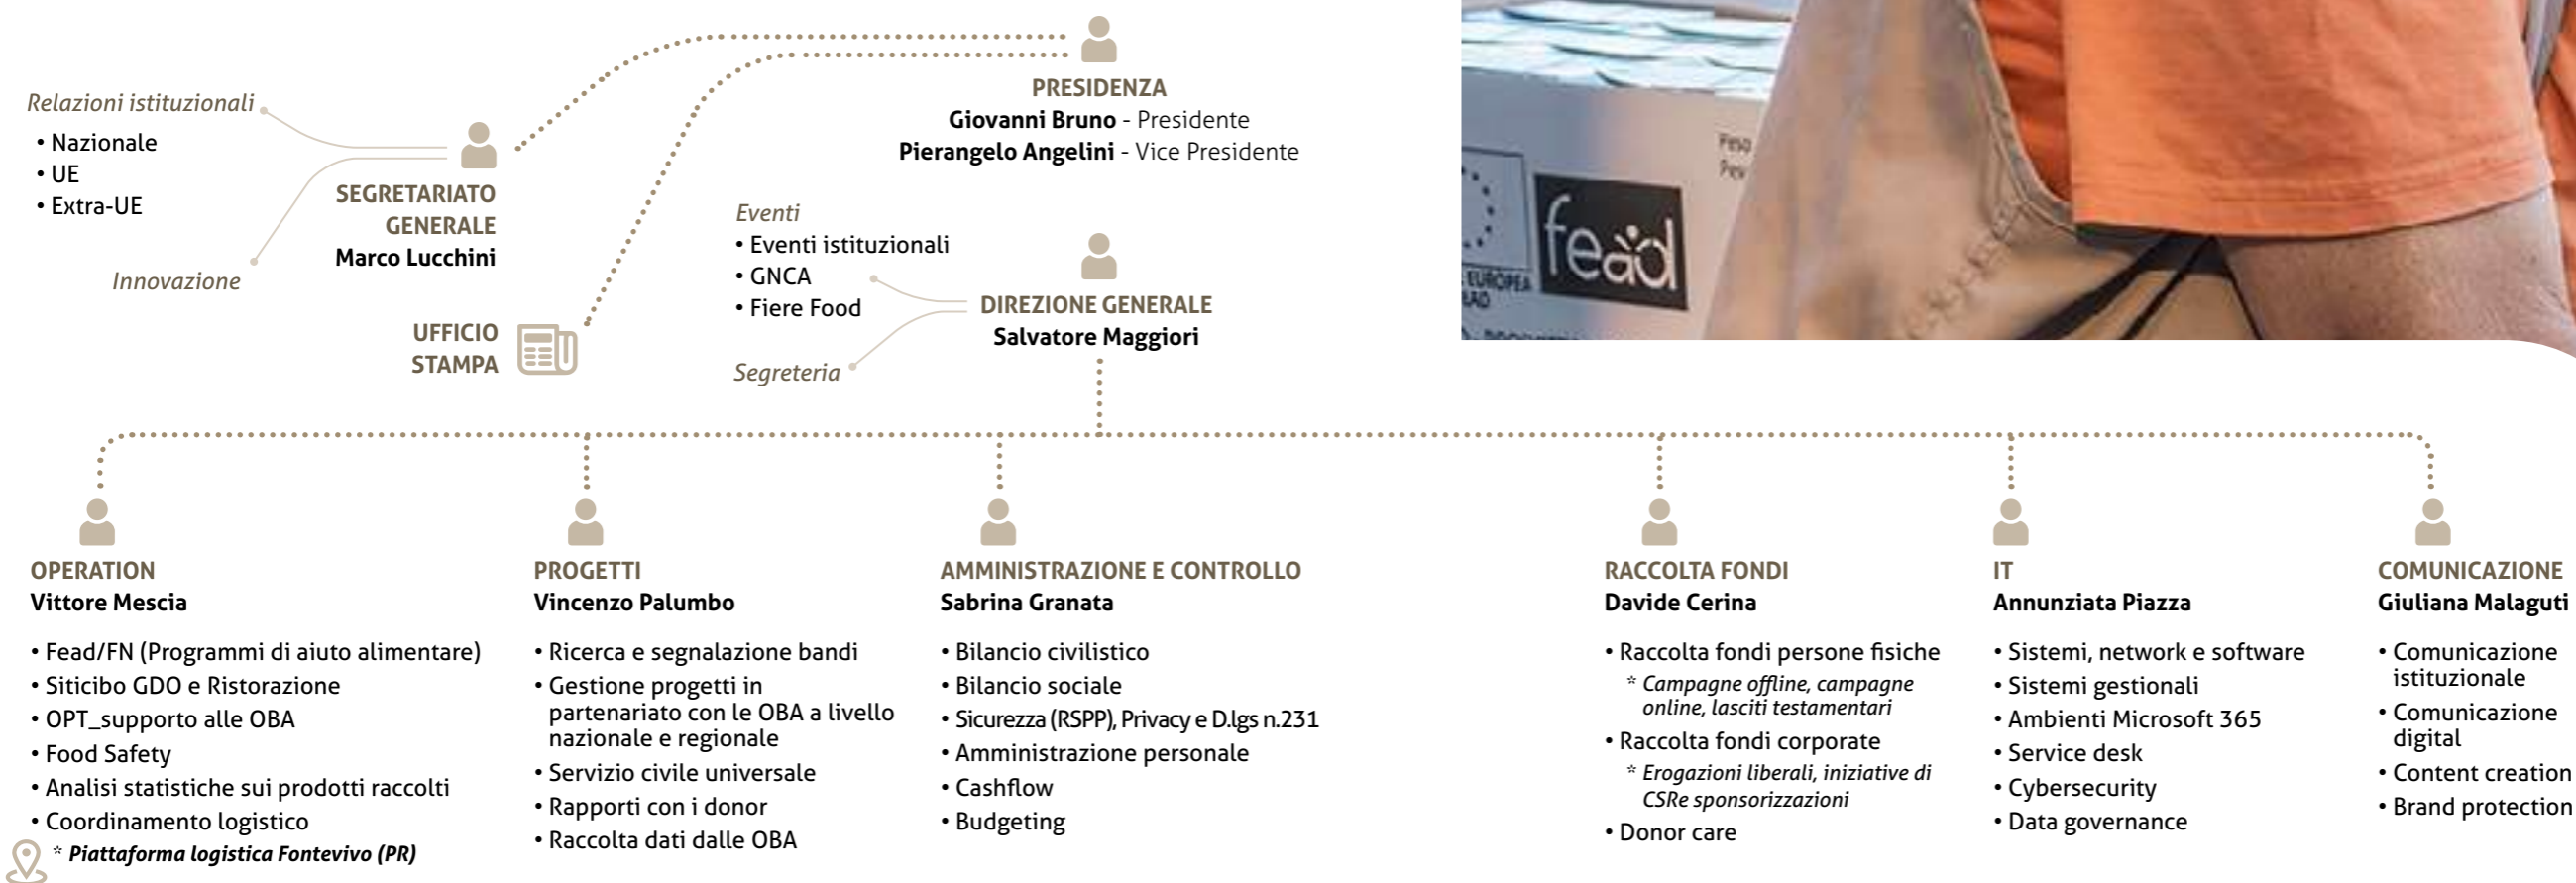 PRESIDENZA
Giovanni Bruno - Presidente
Pierangelo Angelini - Vice Presidente
Relazioni istituzionali
• Nazionale
• UE
• Extra-UE
SEGRETARIATO
GENERALE
Marco Lucchini
Innovazione
UFFICIO
STAMPA
Eventi
• Eventi istituzionali
• GNCA
• Fiere Food
DIREZIONE GENERALE
Salvatore Maggiori
Segreteria
Peso
fead
EUROPEA
OPERATION
Vittore Mescia
• Fead/FN (Programmi di aiuto alimentare)
• Siticibo GDO e Ristorazione
• OPT_supporto alle OBA
• Food Safety
• Analisi statistiche sui prodotti raccolti
• Coordinamento logistico
* Piattaforma logistica Fontevivo (PR)
PROGETTI
Vincenzo Palumbo
• Ricerca e segnalazione bandi
• Gestione progetti in
partenariato con le OBA a livello
nazionale e regionale
• Servizio civile universale
• Rapporti con i donor
• Raccolta dati dalle OBA
AMMINISTRAZIONE E CONTROLLO
Sabrina Granata
• Bilancio civilistico
• Bilancio sociale
• Sicurezza (RSPP), Privacy e D.lgs n.231
• Amministrazione personale
• Cashflow
• Budgeting
RACCOLTA FONDI
Davide Cerina
• Raccolta fondi persone fisiche
* Campagne offline, campagne
online, lasciti testamentari
• Raccolta fondi corporate
* Erogazioni liberali, iniziative di
CSRe sponsorizzazioni
• Donor care
IT
Annunziata Piazza
• Sistemi, network e software
• Sistemi gestionali
• Ambienti Microsoft 365
• Service desk
• Cybersecurity
• Data governance
COMUNICAZIONE
Giuliana Malaguti
• Comunicazione
istituzionale
• Comunicazione
digital
• Content creation
• Brand protection